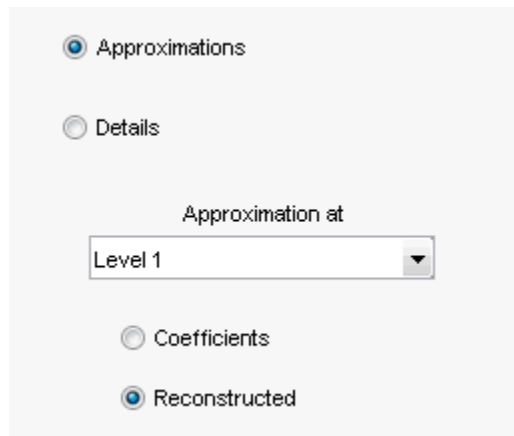 Approximations
Details
Approximation at
Level 1
Coefficients
Reconstructed